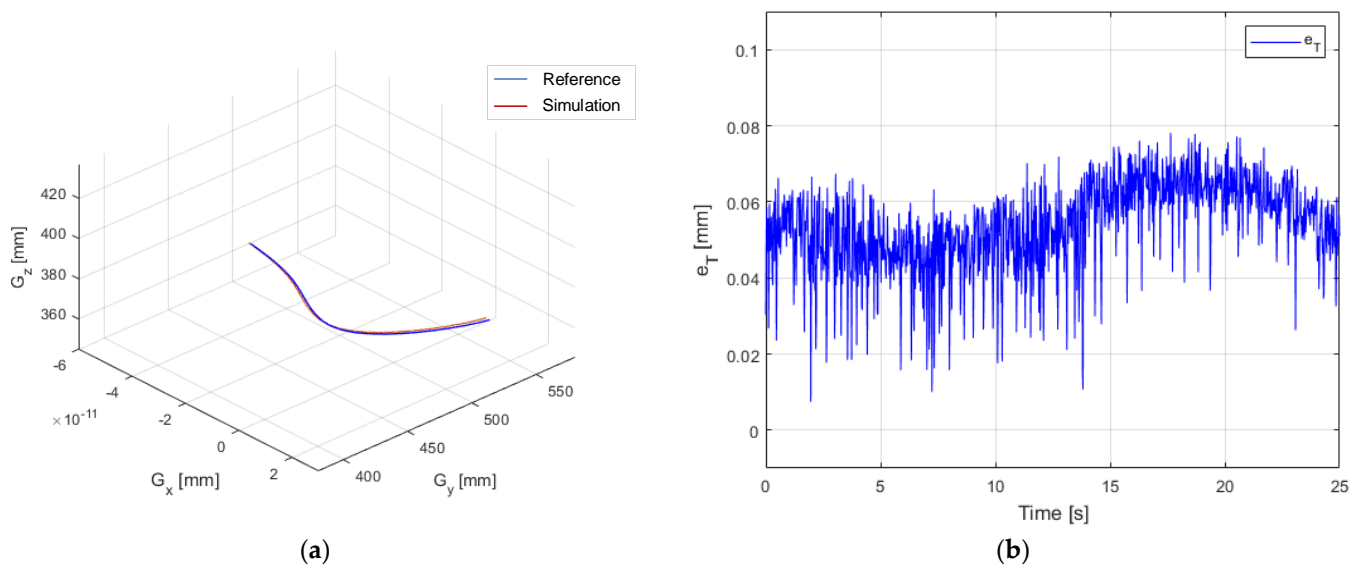 Reference
Simulation
420
400
380
360
G_z [mm]
-6
-4
-2
0
2
×10^-11
G_x [mm]
400
450
500
550
G_y [mm]
(a)
e_T
0.1
0.08
0.06
0.04
0.02
0
e_T [mm]
0
5
10
15
20
25
Time [s]
(b)